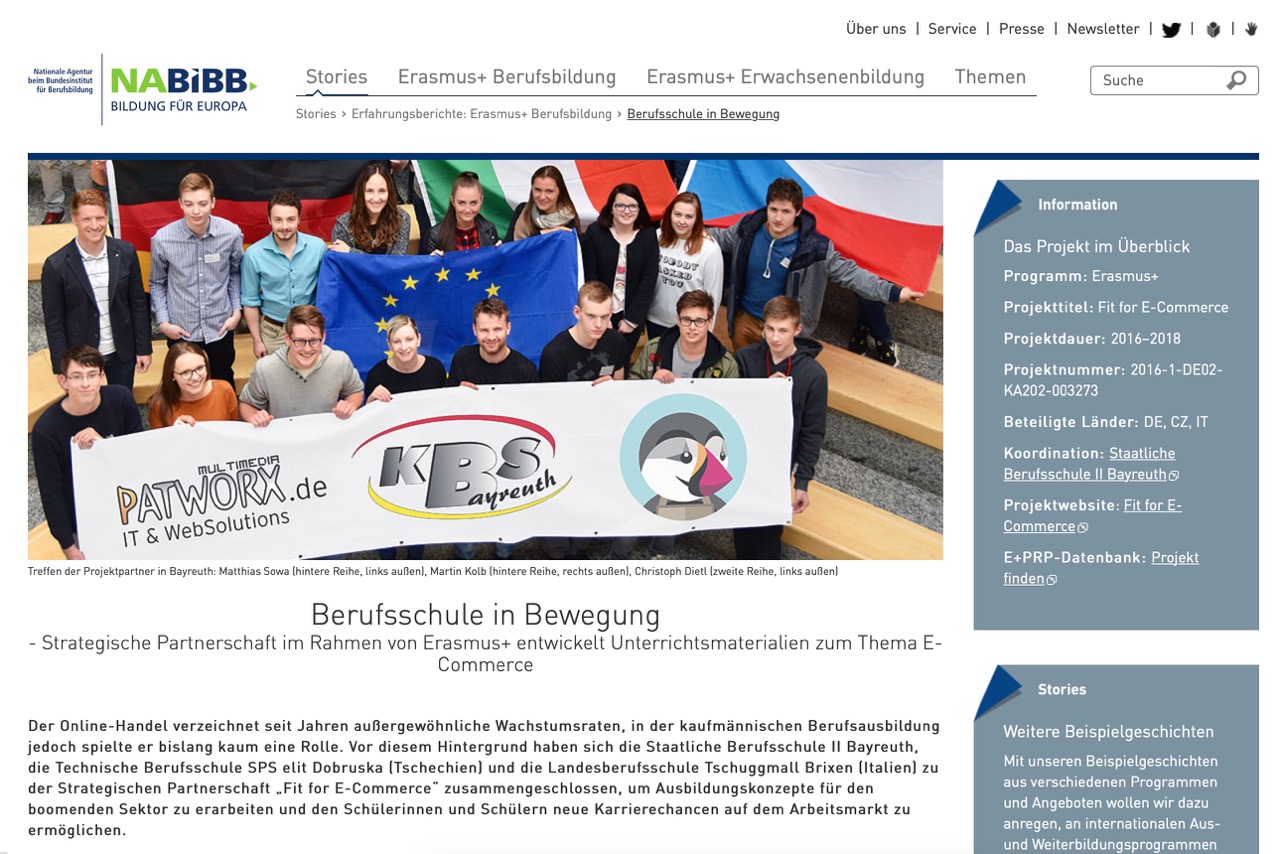 Über uns | Service | Presse | Newsletter | | |
Nationale Agentur
beim Bundesinstitut
für Berufsbildung
NABiBB
BILDUNG FÜR EUROPA
Stories Erasmus+ Berufsbildung Erasmus+ Erwachsenenbildung Themen
Suche
Stories › Erfahrungsberichte: Erasmus+ Berufsbildung › Berufsschule in Bewegung
NOBODY
ASKED
YOU
MULTIMEDIA
PATWORX.de
IT & WebSolutions
KBS
Bayreuth
Treffen der Projektpartner in Bayreuth: Matthias Sowa (hintere Reihe, links außen), Martin Kolb (hintere Reihe, rechts außen), Christoph Dietl (zweite Reihe, links außen)
Berufsschule in Bewegung
- Strategische Partnerschaft im Rahmen von Erasmus+ entwickelt Unterrichtsmaterialien zum Thema E-
Commerce
Der Online-Handel verzeichnet seit Jahren außergewöhnliche Wachstumsraten, in der kaufmännischen Berufsausbildung
jedoch spielte er bislang kaum eine Rolle. Vor diesem Hintergrund haben sich die Staatliche Berufsschule II Bayreuth,
die Technische Berufsschule SPS elit Dobruska (Tschechien) und die Landesberufsschule Tschuggmall Brixen (Italien) zu
der Strategischen Partnerschaft „Fit for E-Commerce“ zusammengeschlossen, um Ausbildungskonzepte für den
boomenden Sektor zu erarbeiten und den Schülerinnen und Schülern neue Karrierechancen auf dem Arbeitsmarkt zu
ermöglichen.
Information
Das Projekt im Überblick
Programm: Erasmus+
Projekttitel: Fit for E-Commerce
Projektdauer: 2016–2018
Projektnummer: 2016-1-DE02-
KA202-003273
Beteiligte Länder: DE, CZ, IT
Koordination: Staatliche
Berufsschule II Bayreuth
Projektwebsite: Fit for E-
Commerce
E+PRP-Datenbank: Projekt
finden
Stories
Weitere Beispielgeschichten
Mit unseren Beispielgeschichten
aus verschiedenen Programmen
und Angeboten wollen wir dazu
anregen, an internationalen Aus-
und Weiterbildungsprogrammen